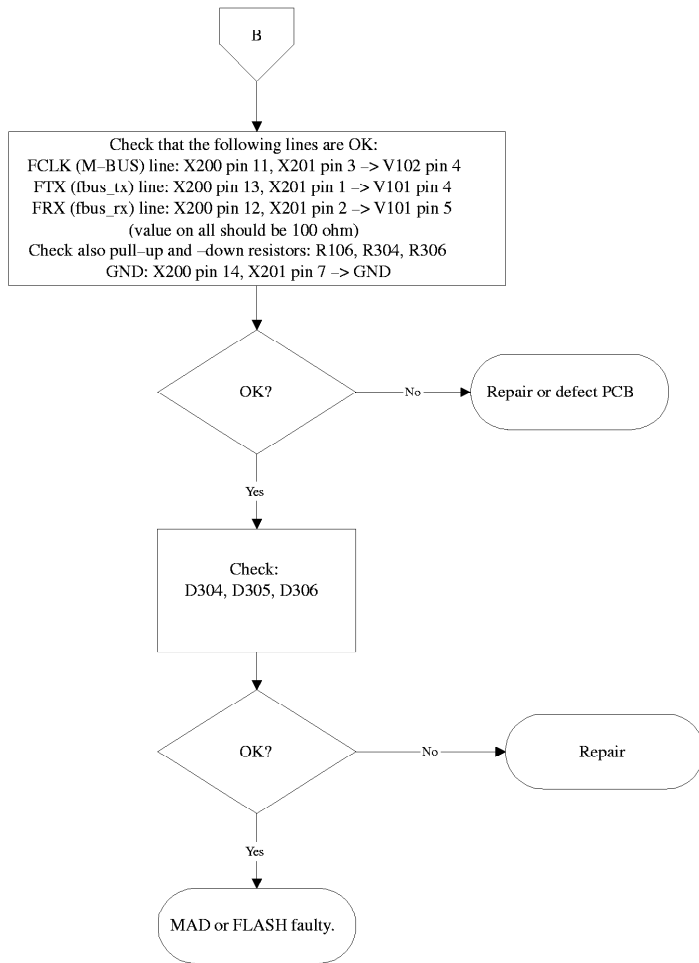 B
Check that the following lines are OK:
FCLK (M–BUS) line: X200 pin 11, X201 pin 3 –> V102 pin 4
FTX (fbus_tx) line: X200 pin 13, X201 pin 1 –> V101 pin 4
FRX (fbus_rx) line: X200 pin 12, X201 pin 2 –> V101 pin 5
(value on all should be 100 ohm)
Check also pull–up and –down resistors: R106, R304, R306
GND: X200 pin 14, X201 pin 7 –> GND
OK?
No
Repair or defect PCB
Yes
Check:
D304, D305, D306
OK?
No
Repair
Yes
MAD or FLASH faulty.